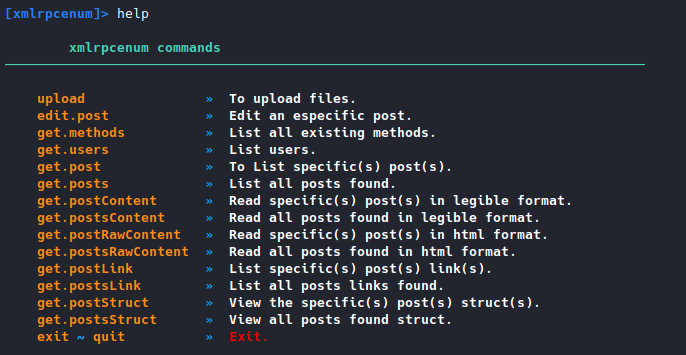 [xmlrpcenum]> help
xmlrpcenum commands
upload » To upload files.
edit.post » Edit an especific post.
get.methods » List all existing methods.
get.users » List users.
get.post » To List specific(s) post(s).
get.posts » List all posts found.
get.postContent » Read specific(s) post(s) in legible format.
get.postsContent » Read all posts found in legible format.
get.postRawContent » Read specific(s) post(s) in html format.
get.postsRawContent » Read all posts found in html format.
get.postLink » List specific(s) post(s) link(s).
get.postsLink » List all posts links found.
get.postStruct » View the specific(s) post(s) struct(s).
get.postsStruct » View all posts found struct.
exit ~ quit » Exit.